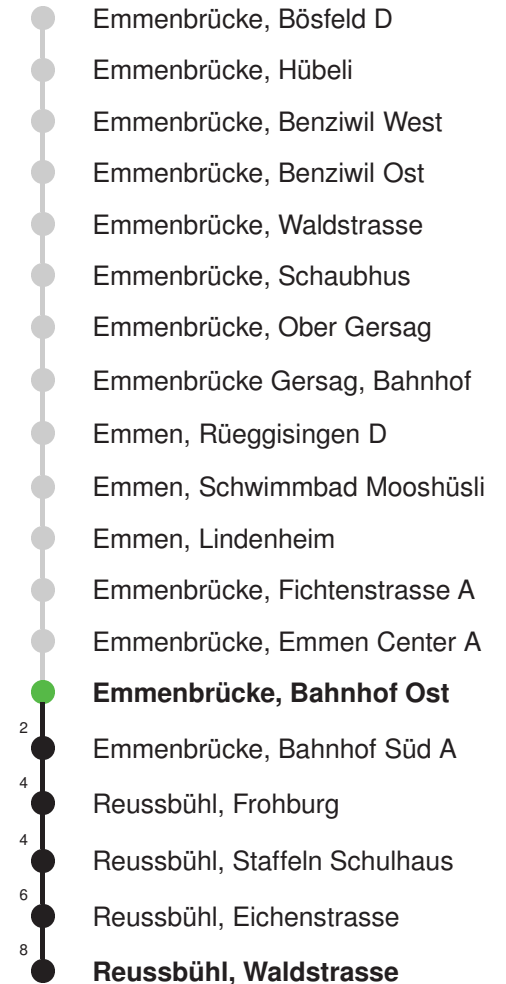 Emmenbrücke, Bösfeld D
Emmenbrücke, Hübeli
Emmenbrücke, Benziwil West
Emmenbrücke, Benziwil Ost
Emmenbrücke, Waldstrasse
Emmenbrücke, Schaubhus
Emmenbrücke, Ober Gersag
Emmenbrücke Gersag, Bahnhof
Emmen, Rüeggisingen D
Emmen, Schwimmbad Mooshüsli
Emmen, Lindenheim
Emmenbrücke, Fichtenstrasse A
Emmenbrücke, Emmen Center A
Emmenbrücke, Bahnhof Ost
2 Emmenbrücke, Bahnhof Süd A
4 Reussbühl, Frohburg
4 Reussbühl, Staffeln Schulhaus
6 Reussbühl, Eichenstrasse
8 Reussbühl, Waldstrasse